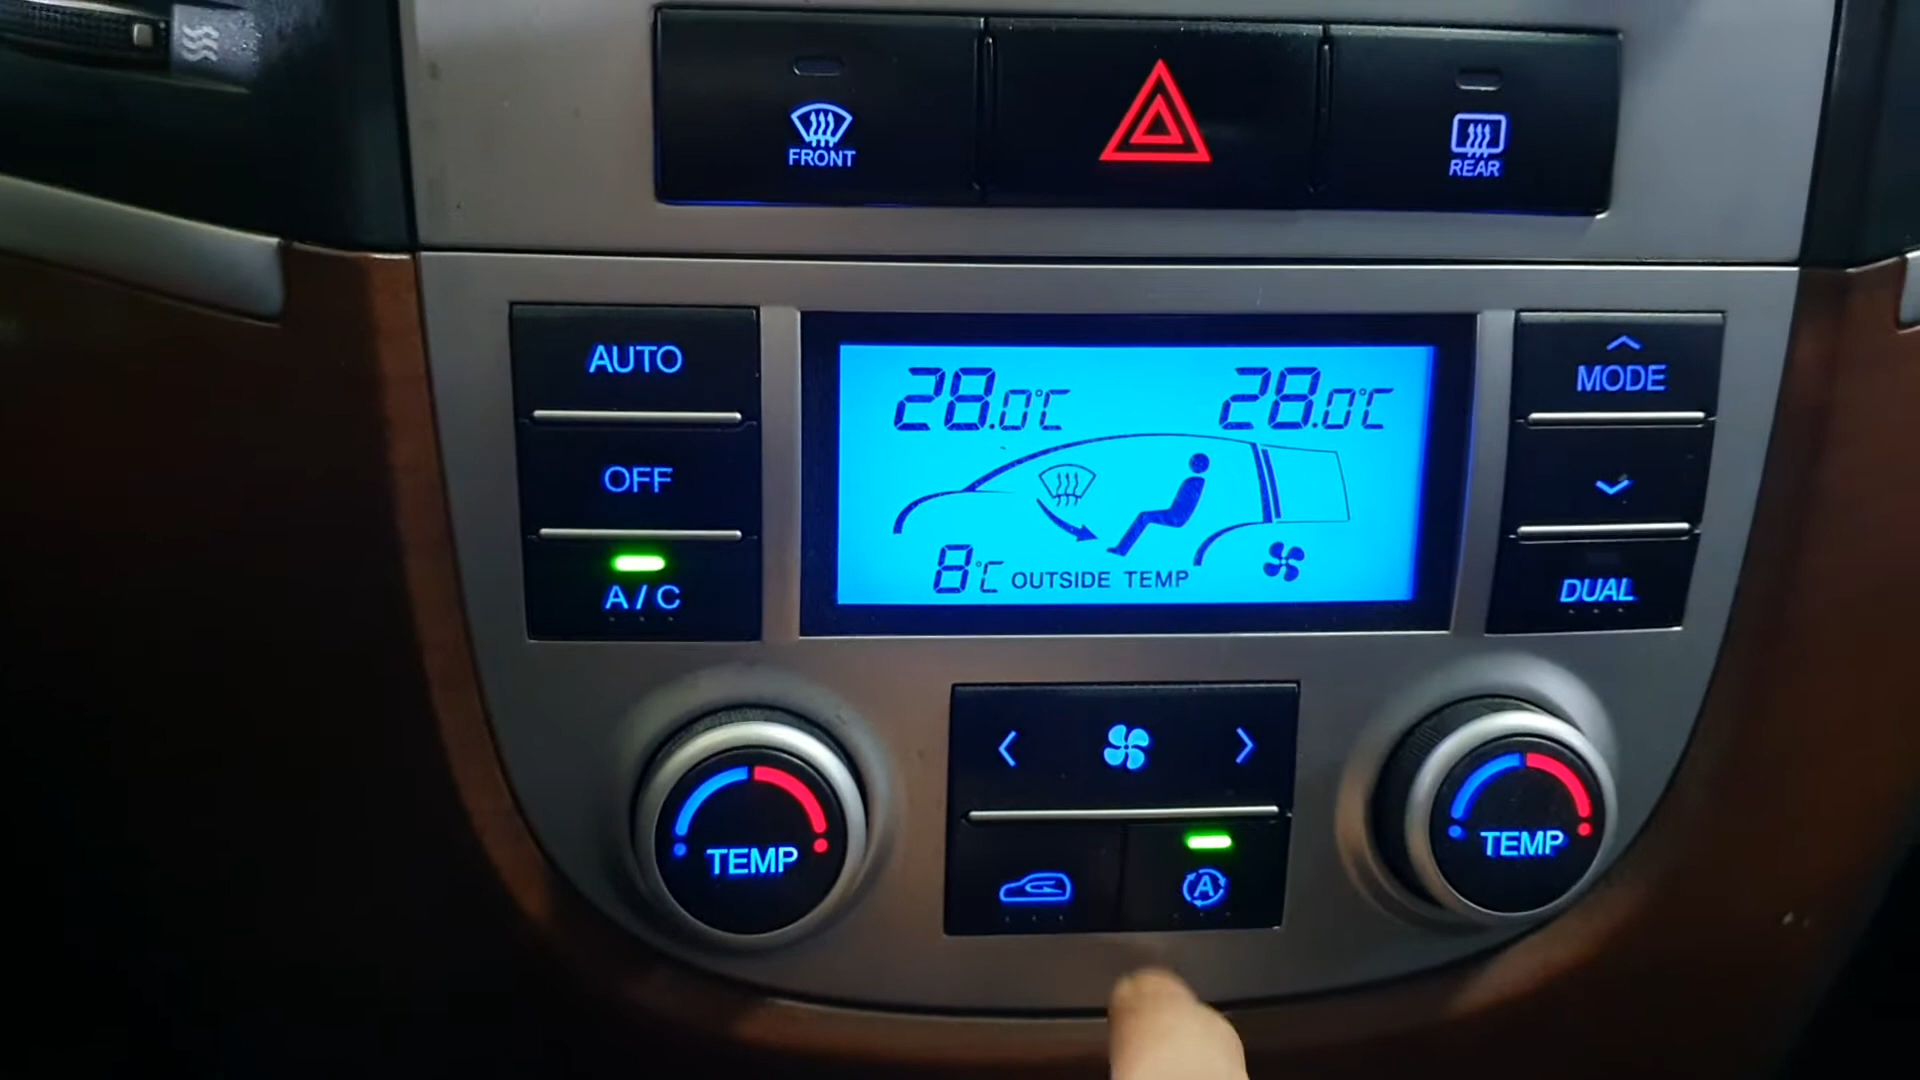 FRONT
REAR
AUTO
OFF
A/C
28.0°C
28.0°C
8°C OUTSIDE TEMP
MODE
DUAL
TEMP
A
TEMP